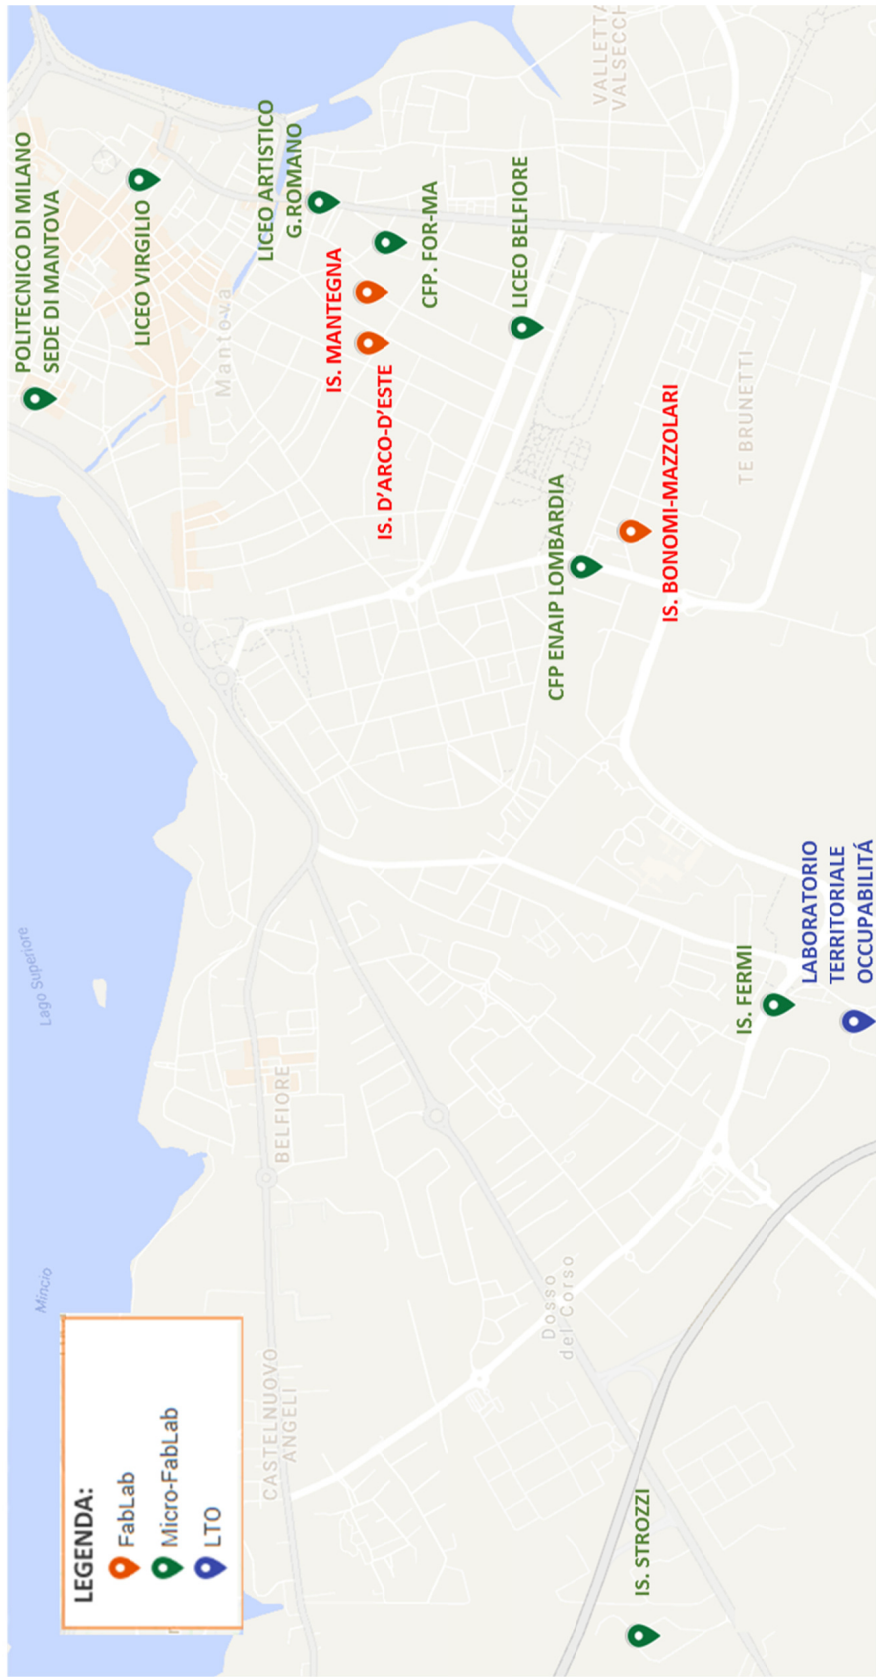 LEGENDA:
FabLab
Micro-FabLab
LTO
Mincio
Lago Superiore
POLITECNICO DI MILANO
SEDE DI MANTOVA
LICEO VIRGILIO
Mantova
LICEO ARTISTICO
G.ROMANO
IS. MANTEGNA
IS. D'ARCO-D'ESTE
CFP. FOR-MA
LICEO BELFIORE
VALLETTA
VALSECCH
CASTELNUOVO
ANGELI
BELFIORE
CFP ENAIP LOMBARDIA
IS. BONOMI-MAZZOLARI
TE BRUNETTI
Dosso
del Corso
IS. STROZZI
IS. FERMI
LABORATORIO
TERRITORIALE
OCCUPABILITÁ